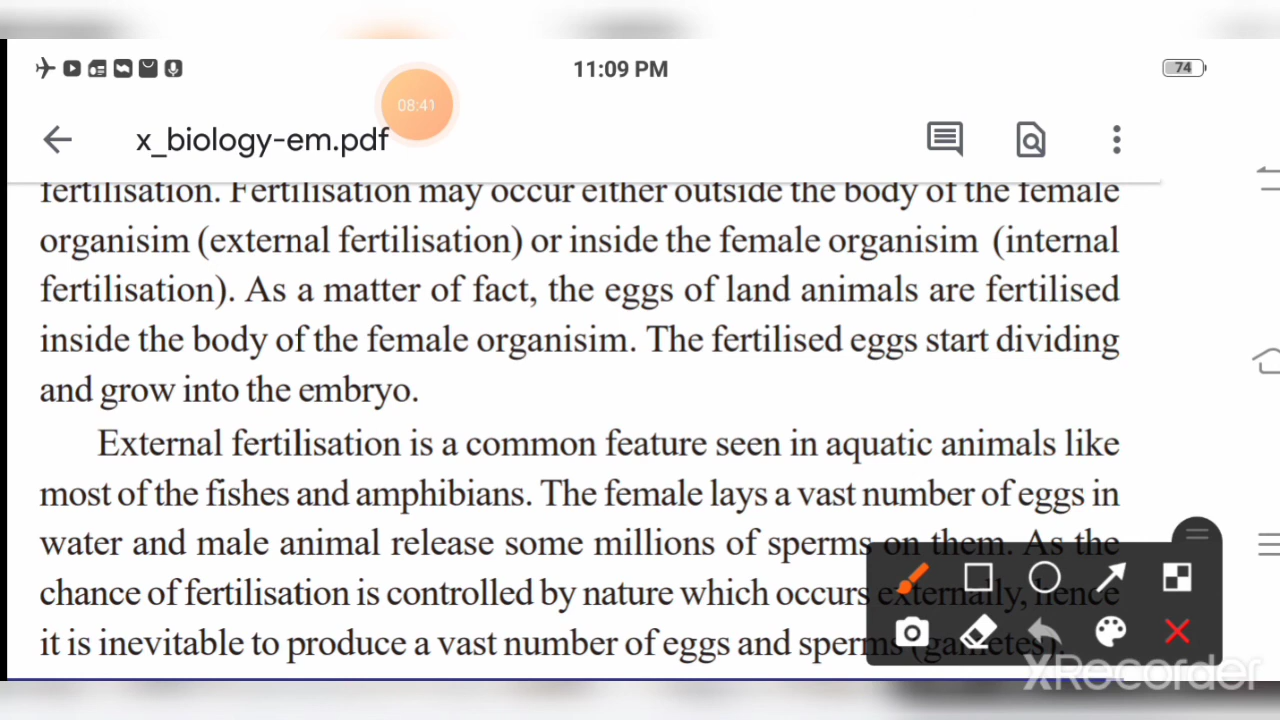 11:09 PM
74
08:41
x_biology-em.pdf
fertilisation. Fertilisation may occur either outside the body of the female
organisim (external fertilisation) or inside the female organisim (internal
fertilisation). As a matter of fact, the eggs of land animals are fertilised
inside the body of the female organisim. The fertilised eggs start dividing
and grow into the embryo.
External fertilisation is a common feature seen in aquatic animals like
most of the fishes and amphibians. The female lays a vast number of eggs in
water and male animal release some millions of sperms on them. As the
chance of fertilisation is controlled by nature which occurs externally, hence
it is inevitable to produce a vast number of eggs and sperms (gametes).
XRecorder